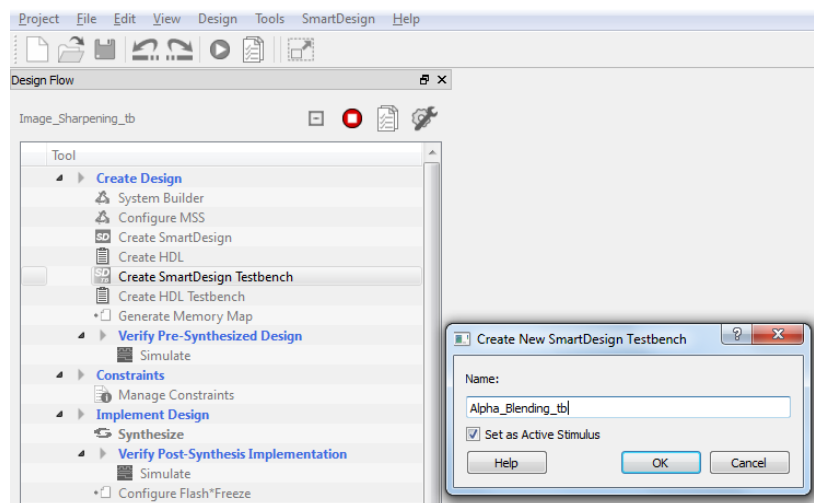 Project File Edit View Design Tools SmartDesign Help
Design Flow
Image_Sharpening_tb
Tool
Create Design
System Builder
Configure MSS
SD Create SmartDesign
Create HDL
Create SmartDesign Testbench
Create HDL Testbench
Generate Memory Map
Verify Pre-Synthesized Design
Simulate
Constraints
Manage Constraints
Implement Design
Synthesize
Verify Post-Synthesis Implementation
Simulate
Configure Flash*Freeze
Create New SmartDesign Testbench
Name:
Alpha_Blending_tb
Set as Active Stimulus
Help OK Cancel